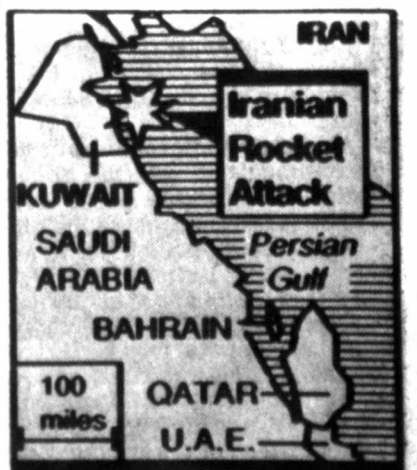 IRAN
Iranian
Rocket
Attack
KUWAIT
SAUDI
ARABIA
Persian
Gulf
BAHRAIN
100
miles
QATAR
U.A.E.